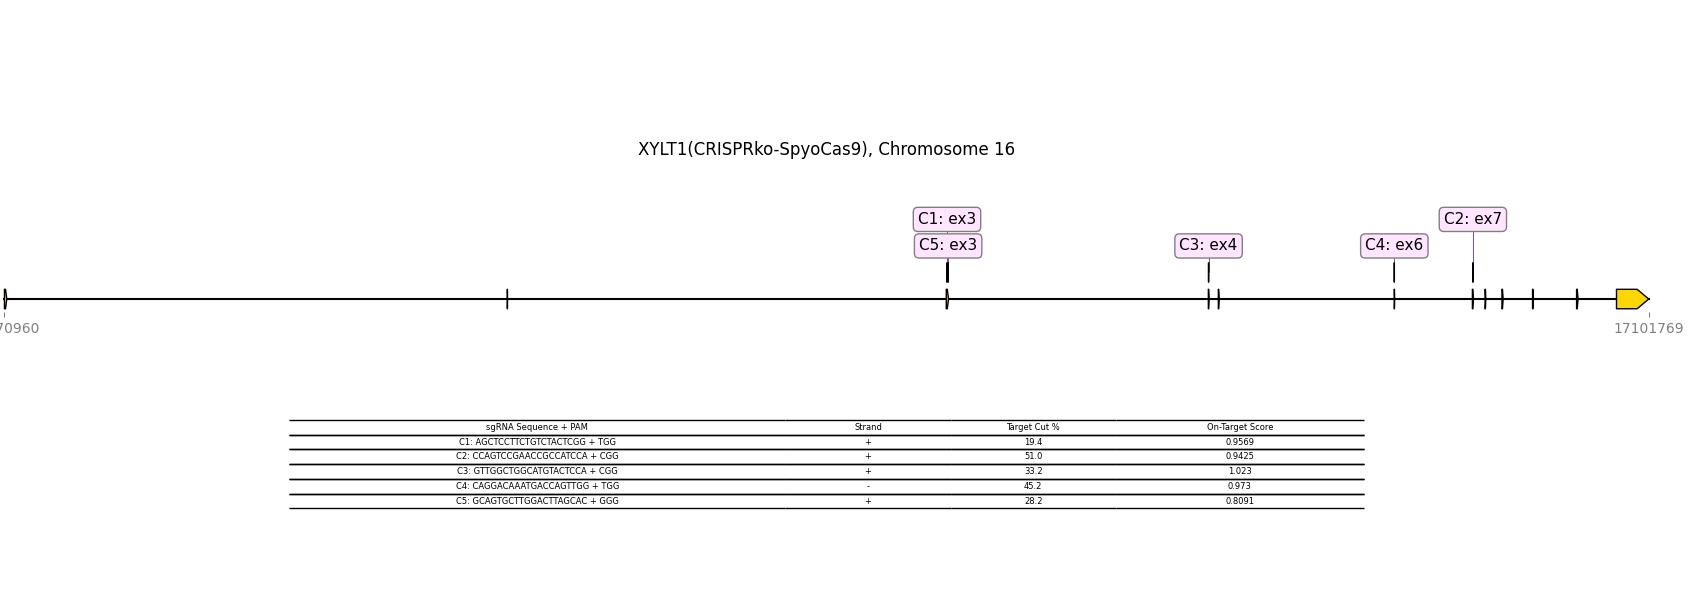 XYLT1(CRISPRko-SpyoCas9), Chromosome 16
C1: ex3
C2: ex7
C5: ex3
C3: ex4
C4: ex6
70960
17101769
sgRNA Sequence + PAM Strand Target Cut % On-Target Score
C1: AGCTCCTTCTGTCTACTCGG + TGG + 19.4 0.9569
C2: CCAGTCCGAACCGCCATCCA + CGG + 51.0 0.9425
C3: GTTGGCTGGCATGTACTCCA + CGG + 33.2 1.023
C4: CAGGACAAATGACCAGTTGG + TGG - 45.2 0.973
C5: GCAGTGCTTGGACTTAGCAC + GGG + 28.2 0.8091